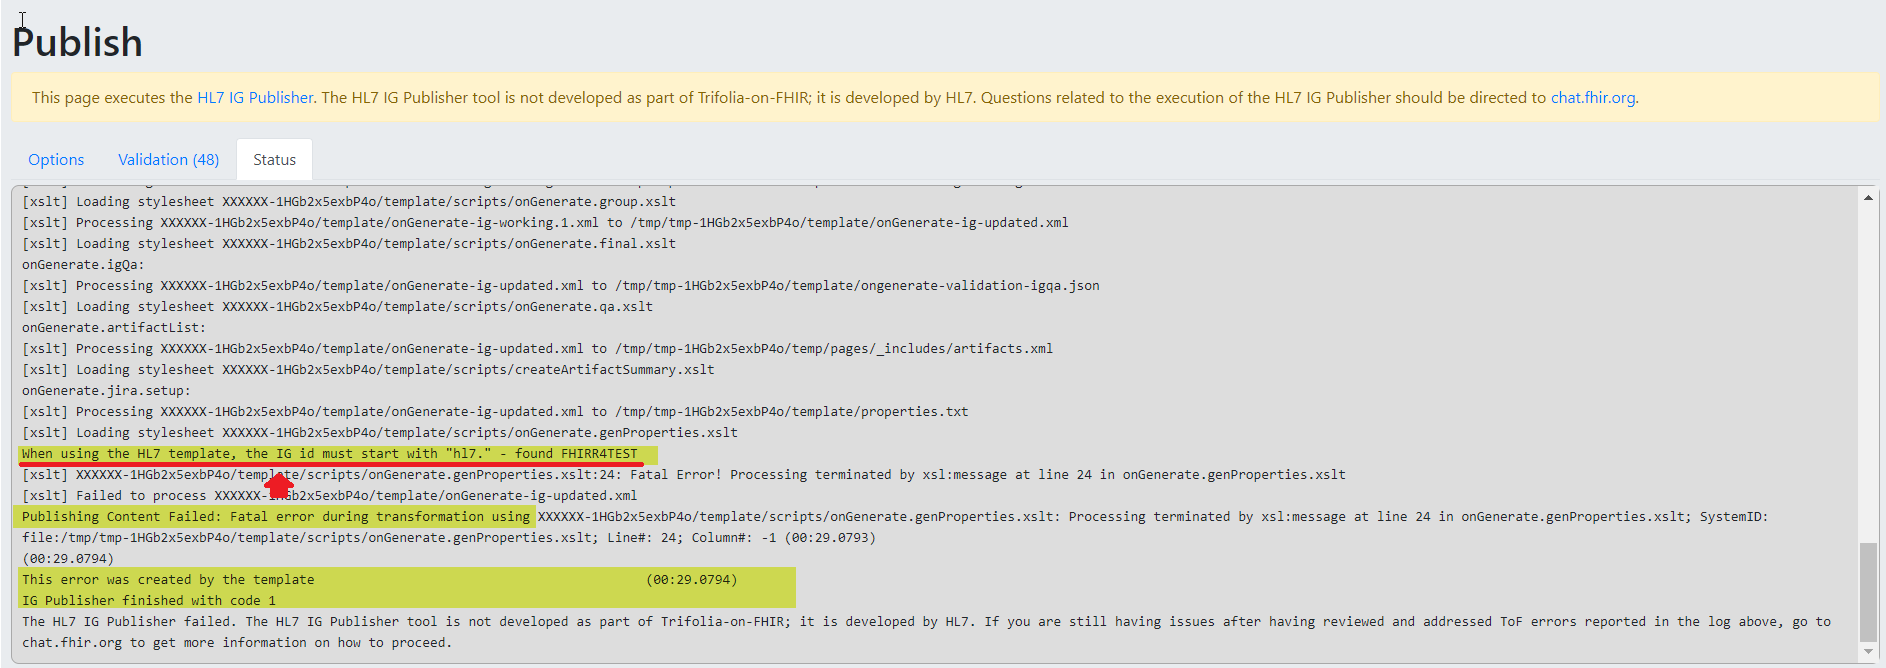 Publish
This page executes the HL7 IG Publisher. The HL7 IG Publisher tool is not developed as part of Trifolia-on-FHIR; it is developed by HL7. Questions related to the execution of the HL7 IG Publisher should be directed to chat.fhir.org.
Options Validation (48) Status
[xslt] Loading stylesheet XXXXXX-1HGb2x5exbP4o/template/scripts/onGenerate.group.xslt
[xslt] Processing XXXXXX-1HGb2x5exbP4o/template/onGenerate-ig-working.1.xml to /tmp/tmp-1HGb2x5exbP4o/template/onGenerate-ig-updated.xml
[xslt] Loading stylesheet XXXXXX-1HGb2x5exbP4o/template/scripts/onGenerate.final.xslt
onGenerate.igQa:
[xslt] Processing XXXXXX-1HGb2x5exbP4o/template/onGenerate-ig-updated.xml to /tmp/tmp-1HGb2x5exbP4o/template/ongenerate-validation-igqa.json
[xslt] Loading stylesheet XXXXXX-1HGb2x5exbP4o/template/scripts/onGenerate.qa.xslt
onGenerate.artifactList:
[xslt] Processing XXXXXX-1HGb2x5exbP4o/template/onGenerate-ig-updated.xml to /tmp/tmp-1HGb2x5exbP4o/temp/pages/_includes/artifacts.xml
[xslt] Loading stylesheet XXXXXX-1HGb2x5exbP4o/template/scripts/createArtifactSummary.xslt
onGenerate.jira.setup:
[xslt] Processing XXXXXX-1HGb2x5exbP4o/template/onGenerate-ig-updated.xml to /tmp/tmp-1HGb2x5exbP4o/template/properties.txt
[xslt] Loading stylesheet XXXXXX-1HGb2x5exbP4o/template/scripts/onGenerate.genProperties.xslt
When using the HL7 template, the IG id must start with "hl7." - found FHIRR4TEST
[xslt] XXXXXX-1HGb2x5exbP4o/template/scripts/onGenerate.genProperties.xslt:24: Fatal Error! Processing terminated by xsl:message at line 24 in onGenerate.genProperties.xslt
[xslt] Failed to process XXXXXX-1HGb2x5exbP4o/template/onGenerate-ig-updated.xml
Publishing Content Failed: Fatal error during transformation using XXXXXX-1HGb2x5exbP4o/template/scripts/onGenerate.genProperties.xslt: Processing terminated by xsl:message at line 24 in onGenerate.genProperties.xslt; SystemID:
file:/tmp/tmp-1HGb2x5exbP4o/template/scripts/onGenerate.genProperties.xslt; Line#: 24; Column#: -1 (00:29.0793)
(00:29.0794)
This error was created by the template (00:29.0794)
IG Publisher finished with code 1
The HL7 IG Publisher failed. The HL7 IG Publisher tool is not developed as part of Trifolia-on-FHIR; it is developed by HL7. If you are still having issues after having reviewed and addressed ToF errors reported in the log above, go to
chat.fhir.org to get more information on how to proceed.